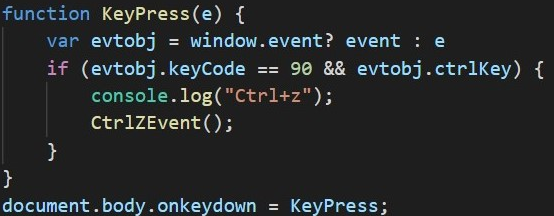 function KeyPress(e) {
    var evtobj = window.event? event : e
    if (evtobj.keyCode == 90 && evtobj.ctrlKey) {
        console.log("Ctrl+z");
        CtrlZEvent();
    }
}
document.body.onkeydown = KeyPress;